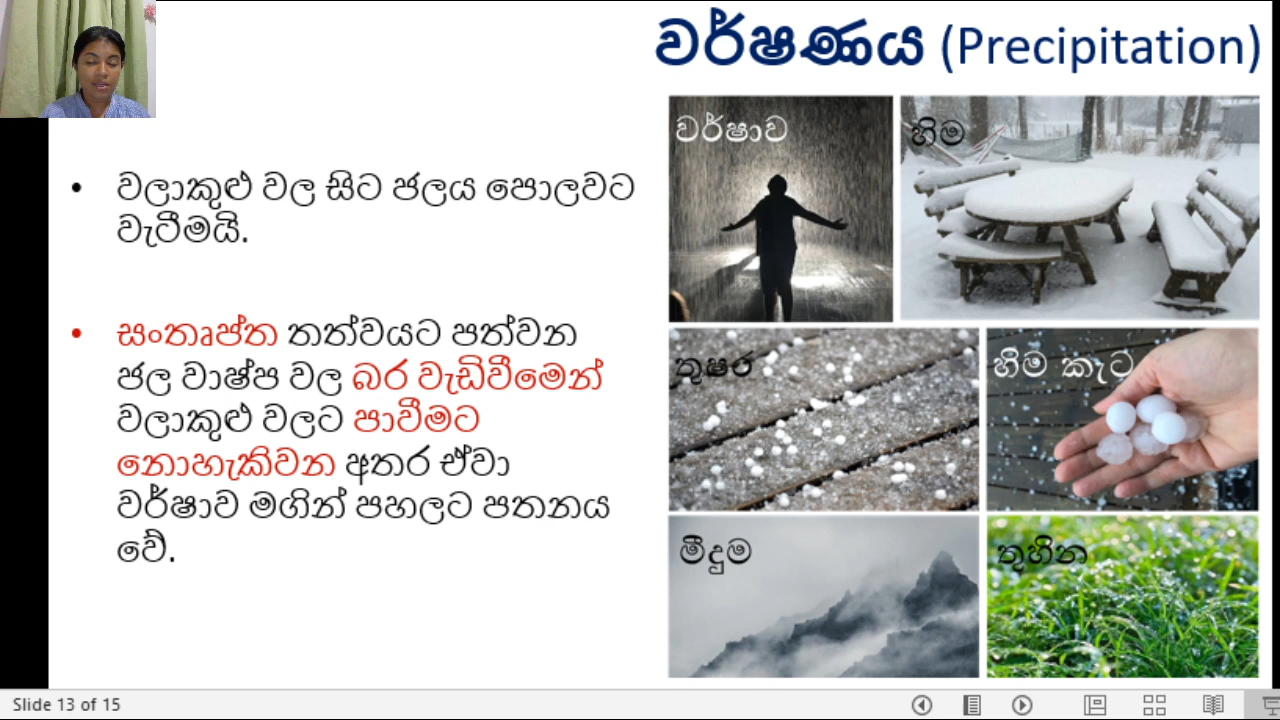 වර්ෂණය (Precipitation)
• වලාකුළු වල සිට ජලය පොලවට
වැටීමයි.
• සංතෘප්ත තත්වයට පත්වන
ජල වාෂ්ප වල බර වැඩිවීමෙන්
වලාකුළු වලට පාවීමට
නොහැකිවන අතර ඒවා
වර්ෂාව මගින් පහලට පතනය
වේ.
වර්ෂාව
හිම
තුෂර
හිම කැට
මීදුම
තුහින
Slide 13 of 15